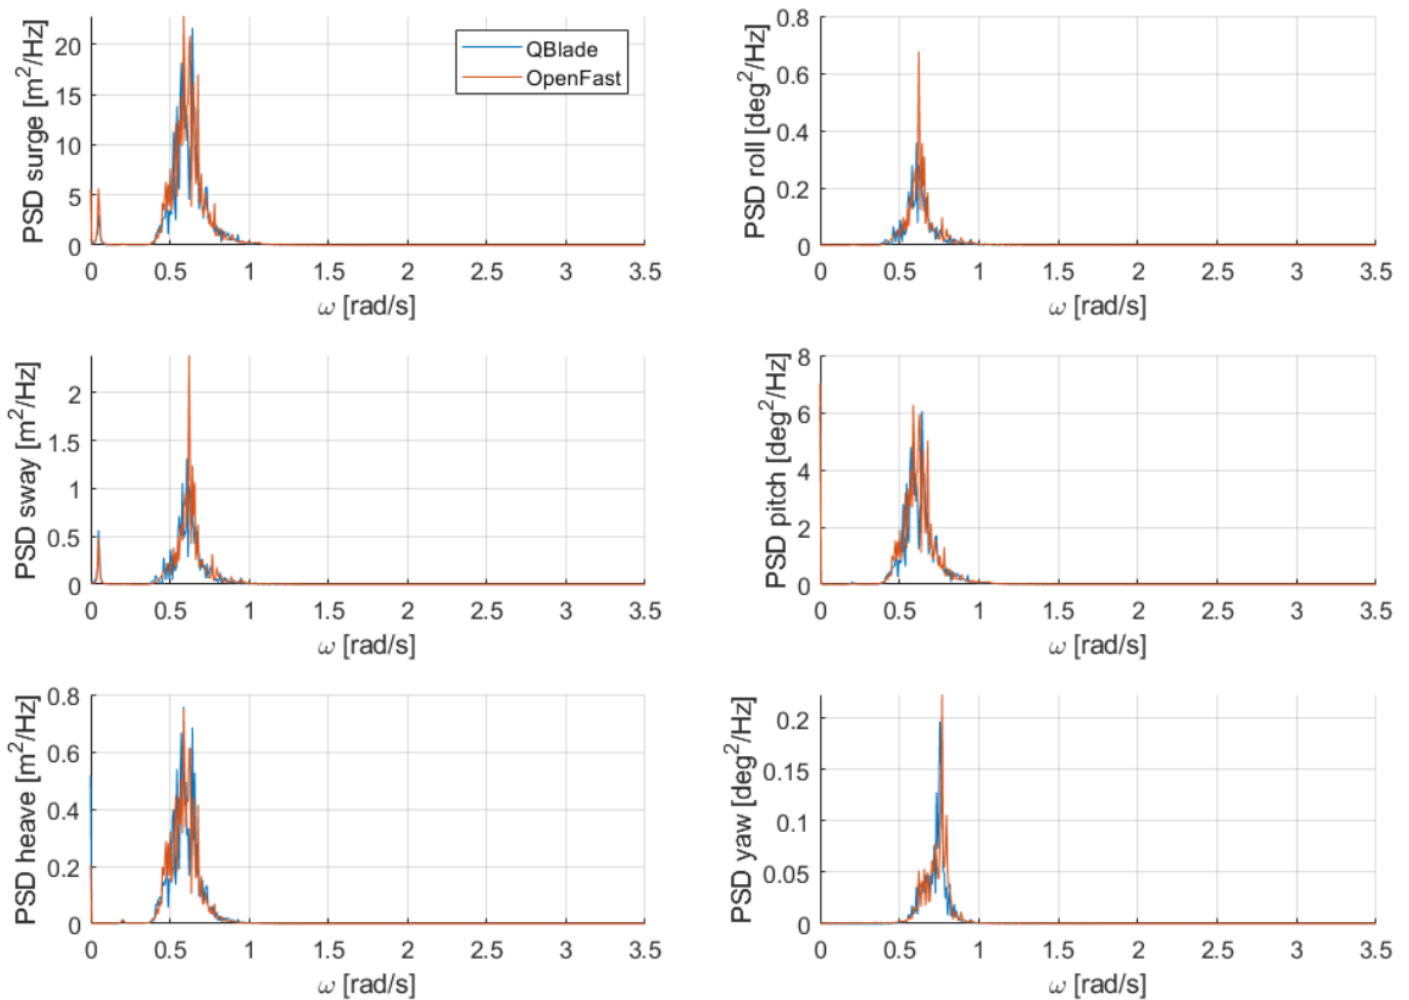 PSD surge [m²/Hz]
20
15
10
5
0
QBlade
OpenFast
0 0.5 1 1.5 2 2.5 3 3.5
ω [rad/s]
PSD roll [deg²/Hz]
0.8
0.6
0.4
0.2
0
0 0.5 1 1.5 2 2.5 3 3.5
ω [rad/s]
PSD sway [m²/Hz]
2
1.5
1
0.5
0
0 0.5 1 1.5 2 2.5 3 3.5
ω [rad/s]
PSD pitch [deg²/Hz]
8
6
4
2
0
0 0.5 1 1.5 2 2.5 3 3.5
ω [rad/s]
PSD heave [m²/Hz]
0.8
0.6
0.4
0.2
0
0 0.5 1 1.5 2 2.5 3 3.5
ω [rad/s]
PSD yaw [deg²/Hz]
0.2
0.15
0.1
0.05
0
0 0.5 1 1.5 2 2.5 3 3.5
ω [rad/s]